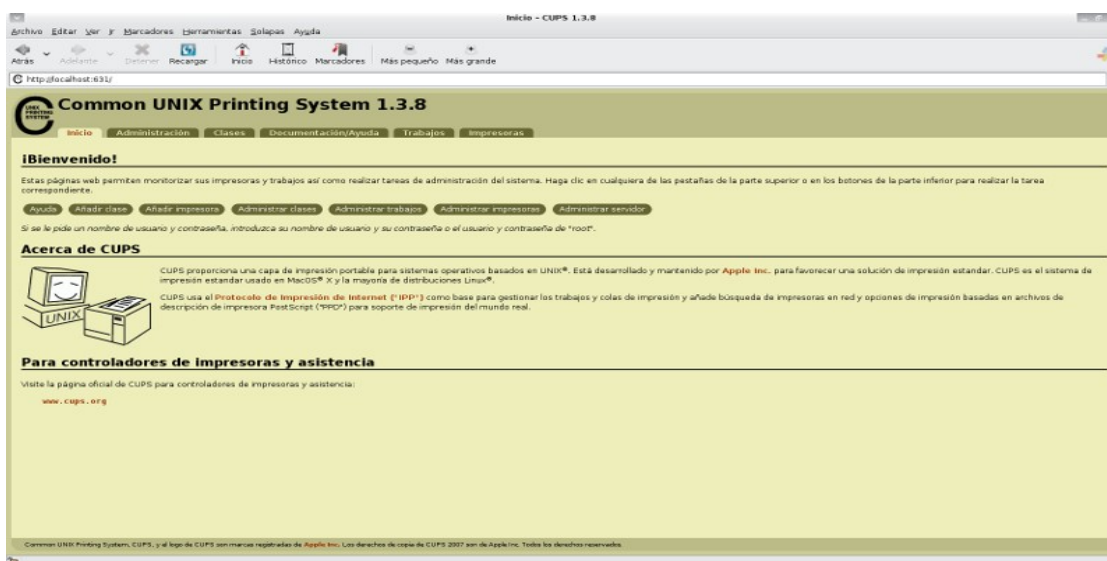 Inicio - CUPS 1.3.8
Archivo Editar Ver Ir Marcadores Herramientas Solapas Ayuda
Atrás Adelante Detener Recargar Inicio Histórico Marcadores Más pequeño Más grande
http://localhost:631/
UNIX PRINTING SYSTEM
Common UNIX Printing System 1.3.8
Inicio Administración Clases Documentación/Ayuda Trabajos Impresoras
¡Bienvenido!
Estas páginas web permiten monitorizar sus impresoras y trabajos así como realizar tareas de administración del sistema. Haga clic en cualquiera de las pestañas de la parte superior o en los botones de la parte inferior para realizar la tarea
correspondiente.
Ayuda Añadir clase Añadir impresora Administrar clases Administrar trabajos Administrar impresoras Administrar servidor
Si se le pide un nombre de usuario y contraseña, introduzca su nombre de usuario y su contraseña o el usuario y contraseña de "root".
Acerca de CUPS
CUPS proporciona una capa de impresión portable para sistemas operativos basados en UNIX®. Está desarrollado y mantenido por Apple Inc. para favorecer una solución de impresión estandar. CUPS es el sistema de
impresión estandar usado en MacOS® X y la mayoría de distribuciones Linux®.
CUPS usa el Protocolo de Impresión de Internet ("IPP") como base para gestionar los trabajos y colas de impresión y añade búsqueda de impresoras en red y opciones de impresión basadas en archivos de
descripción de impresora PostScript ("PPD") para soporte de impresión del mundo real.
UNIX
Para controladores de impresoras y asistencia
Visite la página oficial de CUPS para controladores de impresoras y asistencia:
www.cups.org
Common UNIX Printing System, CUPS, y el logo de CUPS son marcas registradas de Apple Inc. Los derechos de copia de CUPS 2007 son de Apple Inc. Todos los derechos reservados.